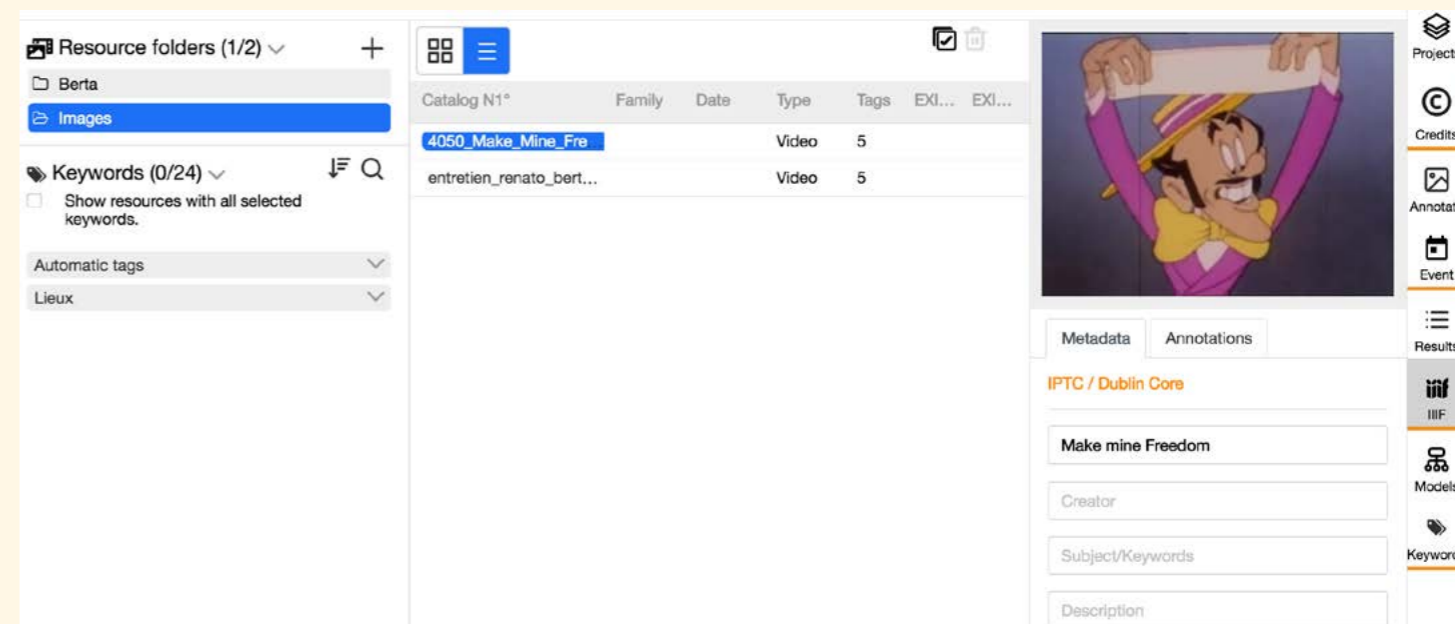 Resource folders (1/2)
Berta
Images
Keywords (0/24)
Show resources with all selected
keywords.
Automatic tags
Lieux
Catalog N1° Family Date Type Tags EXI... EXI...
4050_Make_Mine_Fre Video 5
entretien_renato_bert... Video 5
Metadata Annotations
IPTC / Dublin Core
Make mine Freedom
Creator
Subject/Keywords
Description
Project
Credits
Annotat
Event
Results
iiif
IIIF
Models
Keyword